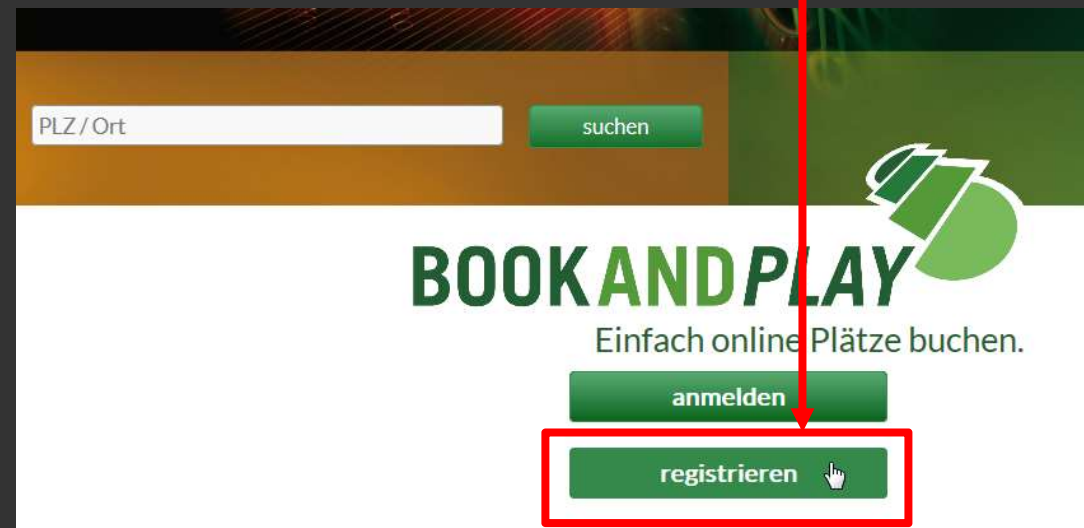 PLZ / Ort
suchen
BOOKANDPLAY
Einfach online Plätze buchen.
anmelden
registrieren